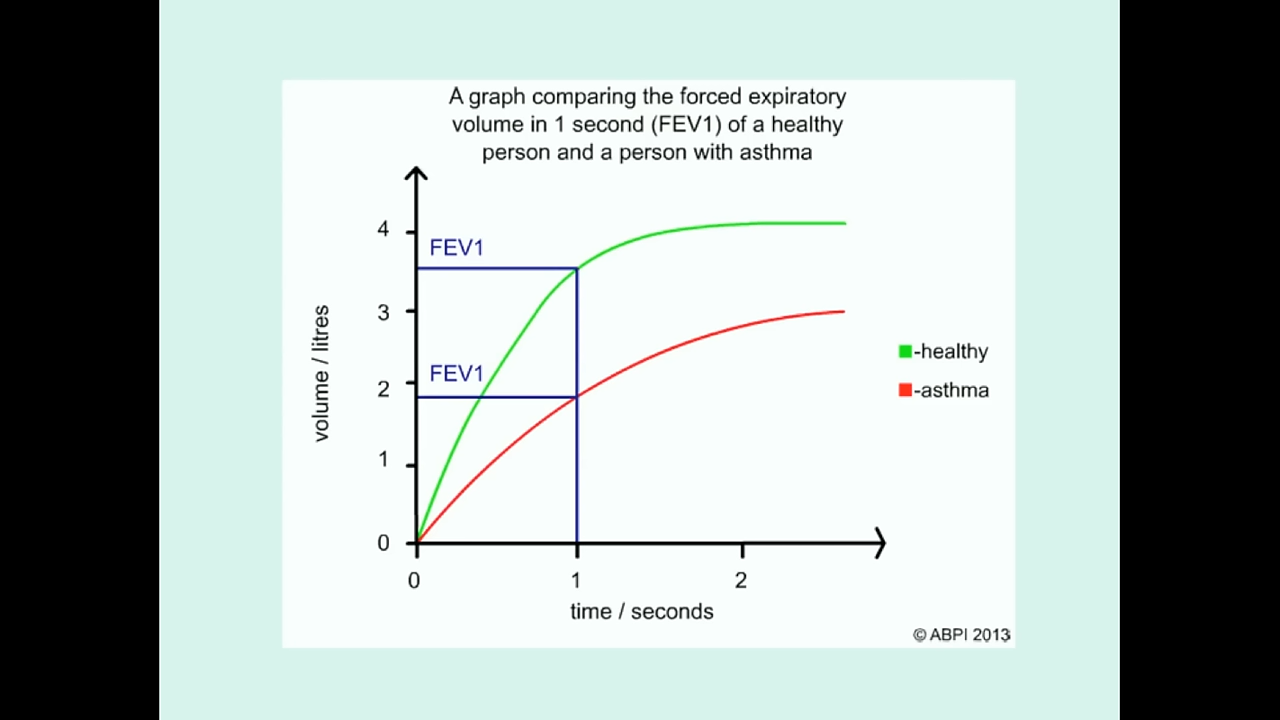 A graph comparing the forced expiratory
volume in 1 second (FEV1) of a healthy
person and a person with asthma
4
FEV1
3
volume / litres
-healthy
FEV1
2
-asthma
1
0
0
1
2
time / seconds
© ABPI 2013